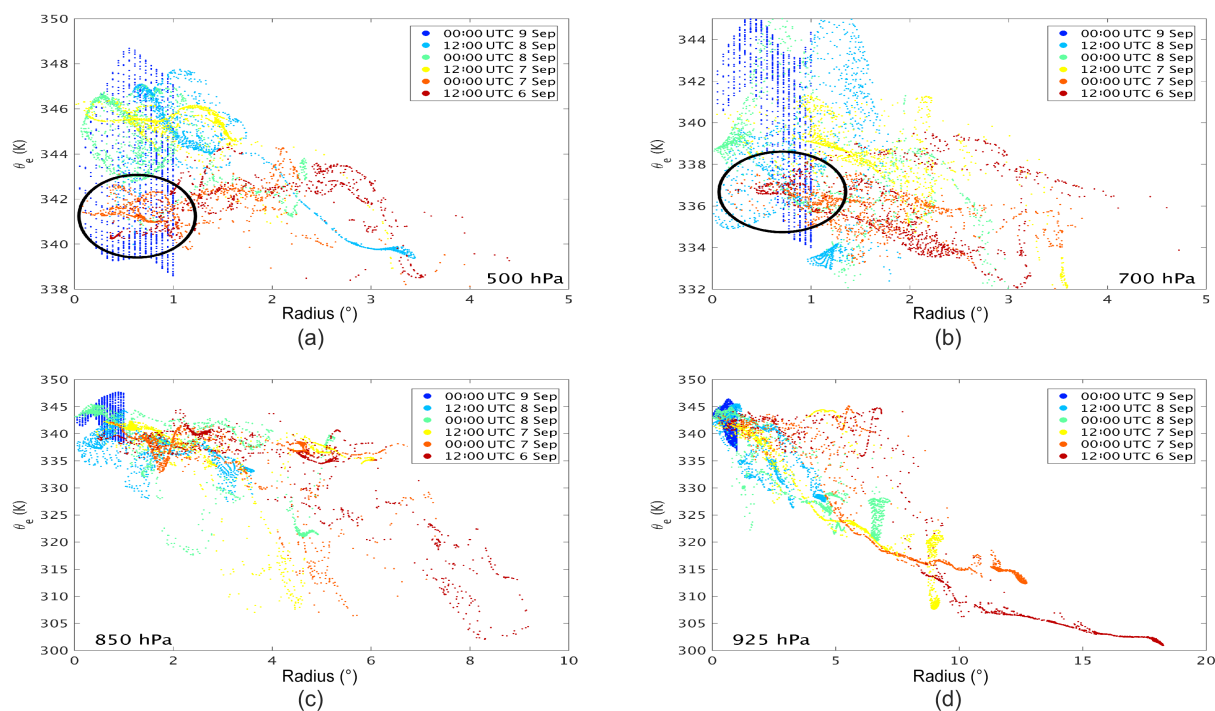 (a)
350
348
346
344
342
340
338
θe (K)
00:00 UTC 9 Sep
12:00 UTC 8 Sep
00:00 UTC 8 Sep
12:00 UTC 7 Sep
00:00 UTC 7 Sep
12:00 UTC 6 Sep
500 hPa
0 1 2 3 4 5
Radius (°)
(a)
(b)
344
342
340
338
336
334
332
θe (K)
00:00 UTC 9 Sep
12:00 UTC 8 Sep
00:00 UTC 8 Sep
12:00 UTC 7 Sep
00:00 UTC 7 Sep
12:00 UTC 6 Sep
700 hPa
0 1 2 3 4 5
Radius (°)
(b)
(c)
350
345
340
335
330
325
320
315
310
305
300
θe (K)
00:00 UTC 9 Sep
12:00 UTC 8 Sep
00:00 UTC 8 Sep
12:00 UTC 7 Sep
00:00 UTC 7 Sep
12:00 UTC 6 Sep
850 hPa
0 2 4 6 8 10
Radius (°)
(c)
(d)
350
345
340
335
330
325
320
315
310
305
300
θe (K)
00:00 UTC 9 Sep
12:00 UTC 8 Sep
00:00 UTC 8 Sep
12:00 UTC 7 Sep
00:00 UTC 7 Sep
12:00 UTC 6 Sep
925 hPa
0 5 10 15 20
Radius (°)
(d)